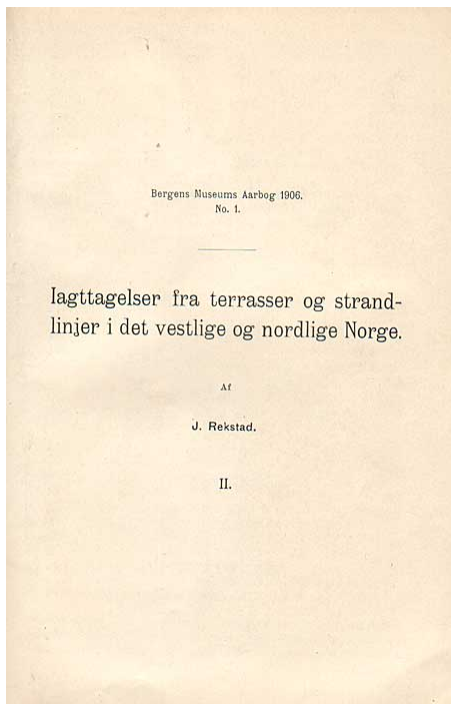 Bergens Museums Aarbog 1906.
No. 1.
Iagttagelser fra terrasser og strand-
linjer i det vestlige og nordlige Norge.
Af
J. Rekstad.
II.